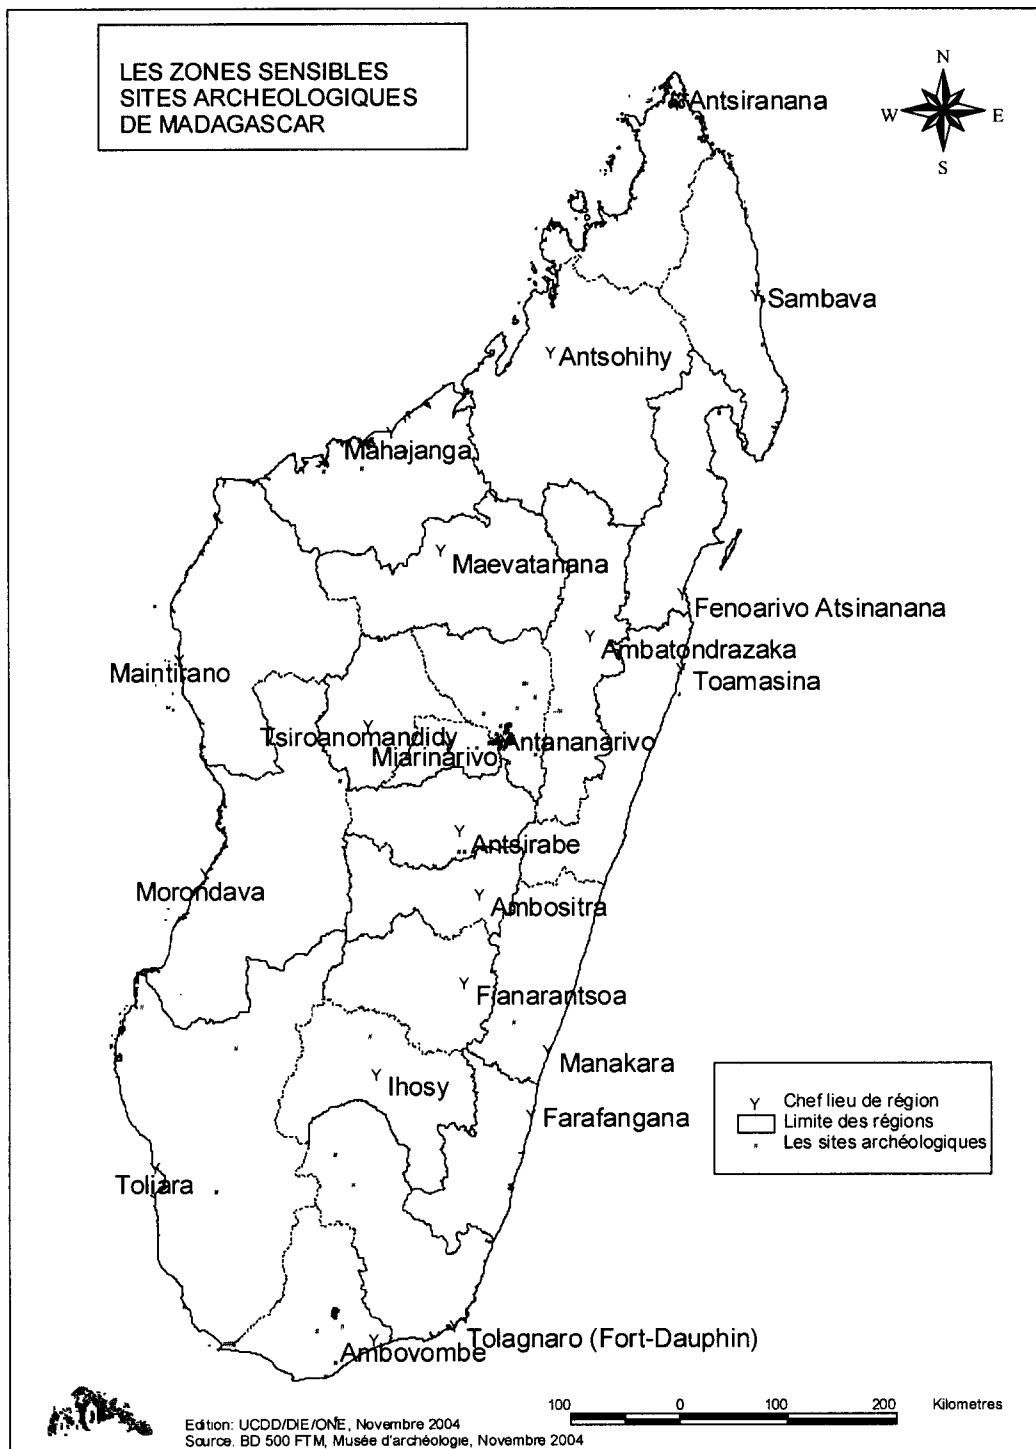 LES ZONES SENSIBLES
SITES ARCHEOLOGIQUES
DE MADAGASCAR
N
W
E
S
Antsiranana
Sambava
Antsohihy
Mahajanga
Maevatanana
Fenoarivo Atsinanana
Ambatondrazaka
Maintirano
Toamasina
Tsiroanomandidy
Antananarivo
Miarinarivo
Antsirabe
Morondava
Ambositra
Fianarantsoa
Manakara
Ihosy
Farafangana
Toliara
Tolagnaro (Fort-Dauphin)
Ambovombe
Y Chef lieu de région
Limite des régions
Les sites archéologiques
100 0 100 200 Kilometres
Edition: UCDD/DIE/ONE, Novembre 2004
Source. BD 500 FTM, Musée d'archéologie, Novembre 2004